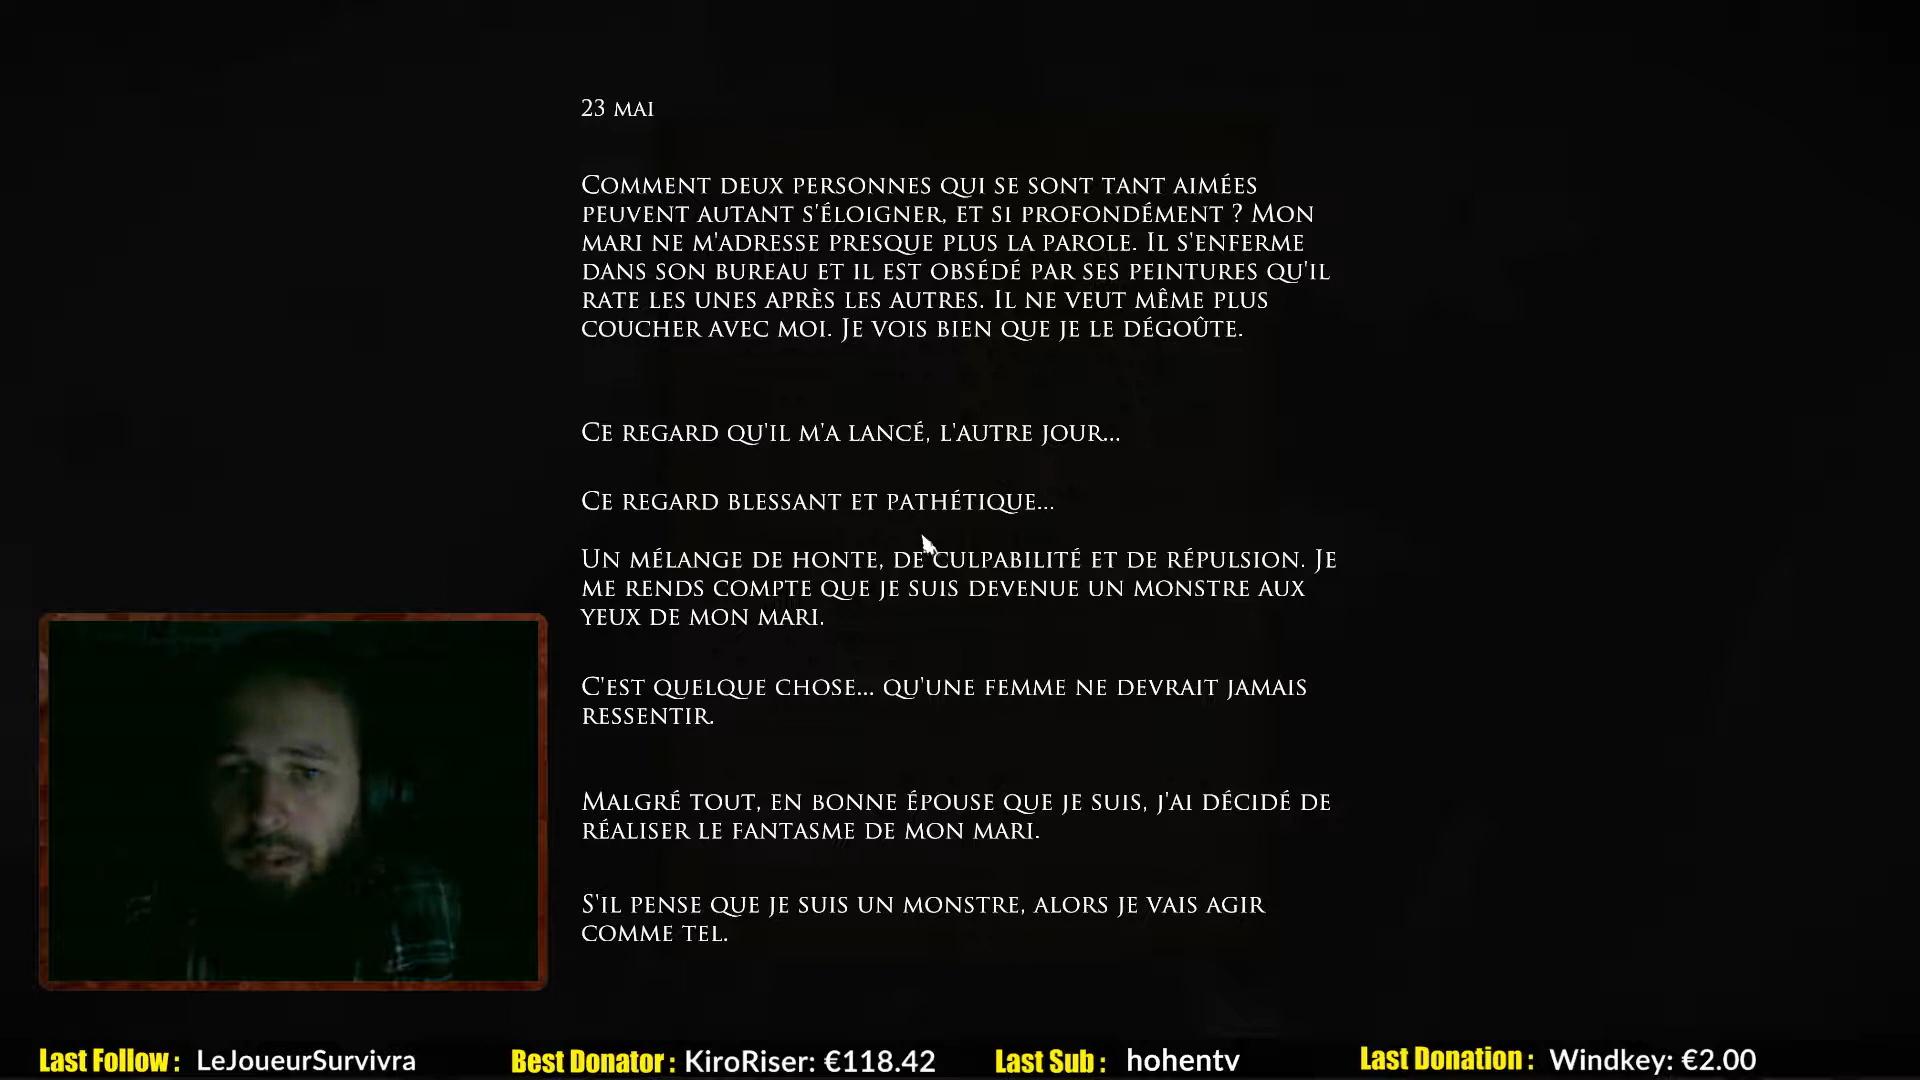 23 MAI
COMMENT DEUX PERSONNES QUI SE SONT TANT AIMÉES
PEUVENT AUTANT S'ÉLOIGNER, ET SI PROFONDÉMENT ? MON
MARI NE M'ADRESSE PRESQUE PLUS LA PAROLE. IL S'ENFERME
DANS SON BUREAU ET IL EST OBSÉDÉ PAR SES PEINTURES QU'IL
RATE LES UNES APRÈS LES AUTRES. IL NE VEUT MÊME PLUS
COUCHER AVEC MOI. JE VOIS BIEN QUE JE LE DÉGOÛTE.
CE REGARD QU'IL M'A LANCÉ, L'AUTRE JOUR...
CE REGARD BLESSANT ET PATHÉTIQUE...
UN MÉLANGE DE HONTE, DE CULPABILITÉ ET DE RÉPULSION. JE
ME RENDS COMPTE QUE JE SUIS DEVENUE UN MONSTRE AUX
YEUX DE MON MARI.
C'EST QUELQUE CHOSE... QU'UNE FEMME NE DEVRAIT JAMAIS
RESSENTIR.
MALGRÉ TOUT, EN BONNE ÉPOUSE QUE JE SUIS, J'AI DÉCIDÉ DE
RÉALISER LE FANTASME DE MON MARI.
S'IL PENSE QUE JE SUIS UN MONSTRE, ALORS JE VAIS AGIR
COMME TEL.
Last Follow : LeJoueurSurvivra Best Donator : KiroRiser: €118.42 Last Sub : hohentv Last Donation : Windkey: €2.00